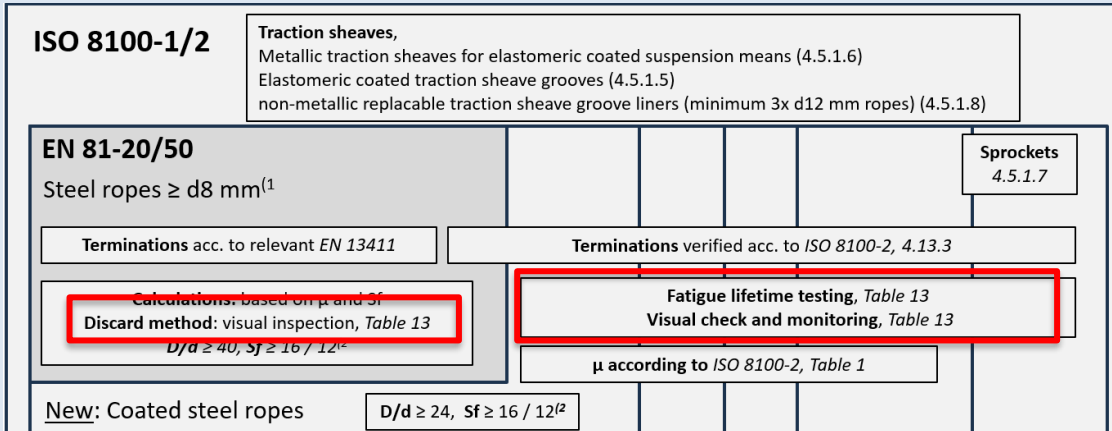 ISO 8100-1/2
Traction sheaves,
Metallic traction sheaves for elastomeric coated suspension means (4.5.1.6)
Elastomeric coated traction sheave grooves (4.5.1.5)
non-metallic replacable traction sheave groove liners (minimum 3x d12 mm ropes) (4.5.1.8)
EN 81-20/50
Steel ropes ≥ d8 mm(1
Sprockets
4.5.1.7
Terminations acc. to relevant EN 13411
Terminations verified acc. to ISO 8100-2, 4.13.3
Calculations: based on μ and Sf
Discard method: visual inspection, Table 13
D/d ≥ 40, Sf ≥ 16 / 12(2
Fatigue lifetime testing, Table 13
Visual check and monitoring, Table 13
μ according to ISO 8100-2, Table 1
New: Coated steel ropes
D/d ≥ 24, Sf ≥ 16 / 12(2